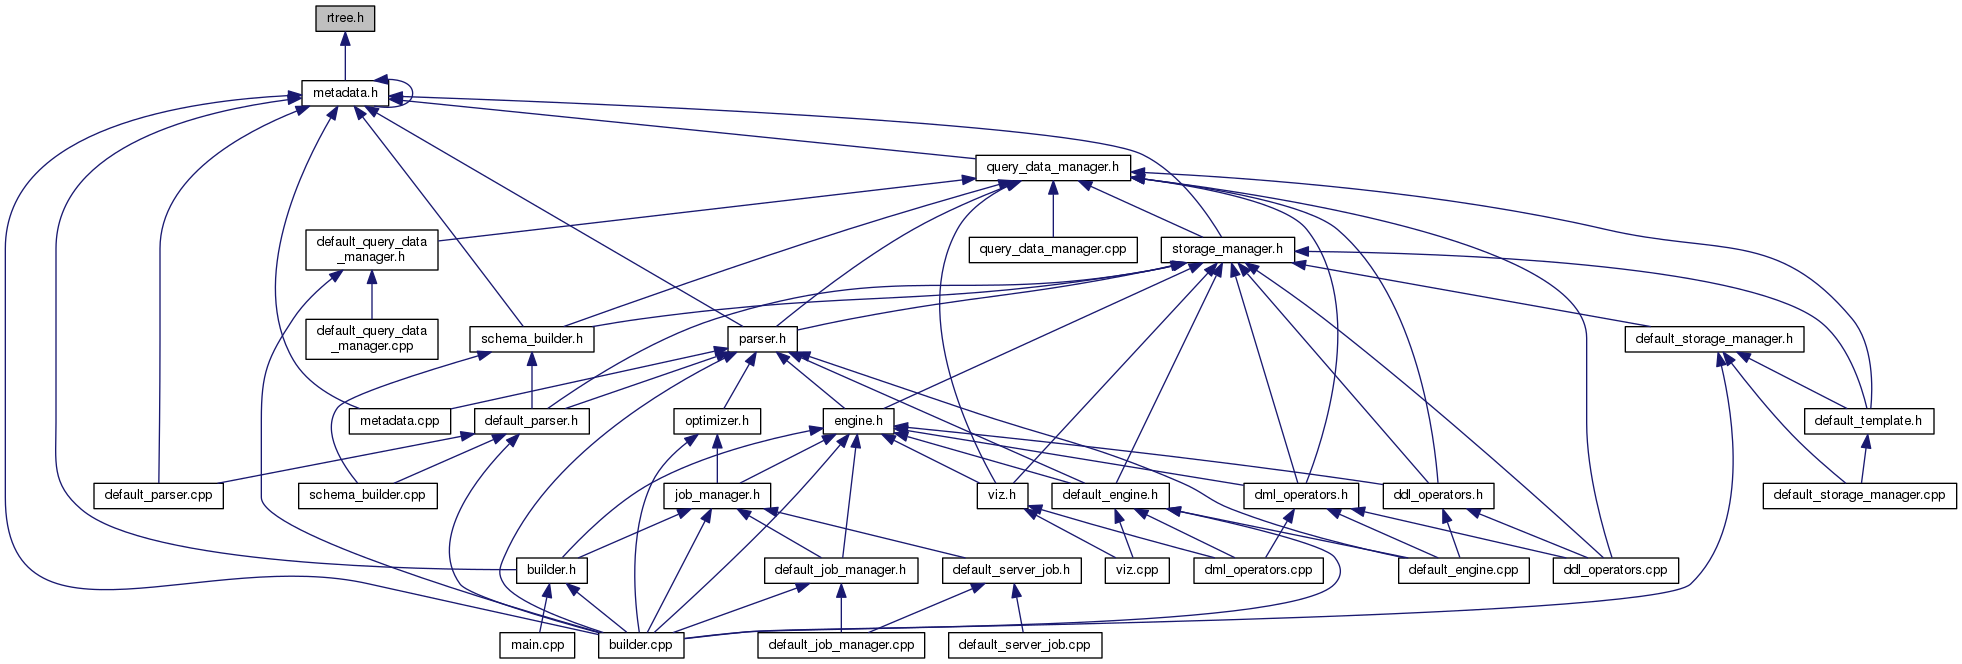 rtree.h
metadata.h
query_data_manager.h
default_query_data
_manager.h
query_data_manager.cpp
storage_manager.h
default_query_data
_manager.cpp
schema_builder.h
parser.h
default_storage_manager.h
metadata.cpp
default_parser.h
optimizer.h
engine.h
default_template.h
default_parser.cpp
schema_builder.cpp
job_manager.h
viz.h
default_engine.h
dml_operators.h
ddl_operators.h
default_storage_manager.cpp
builder.h
default_job_manager.h
default_server_job.h
viz.cpp
dml_operators.cpp
default_engine.cpp
ddl_operators.cpp
main.cpp
builder.cpp
default_job_manager.cpp
default_server_job.cpp